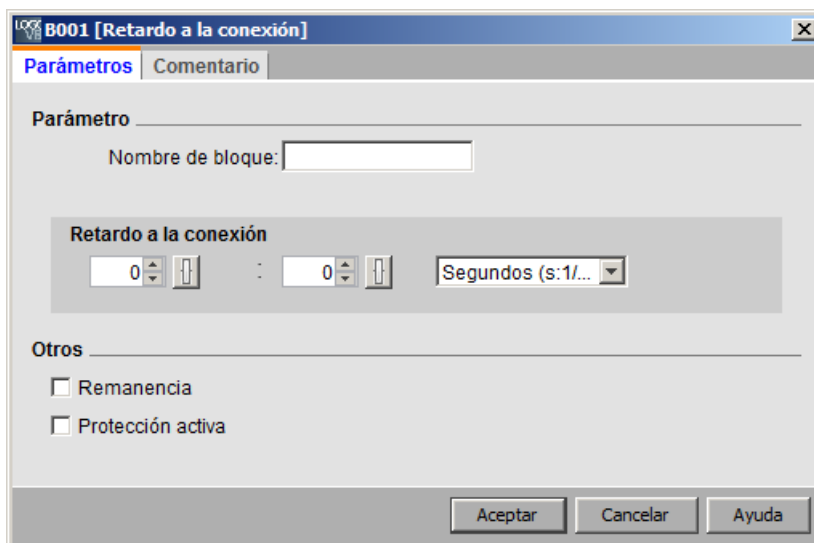 B001 [Retardo a la conexión]
Parámetros Comentario
Parámetro
Nombre de bloque:
Retardo a la conexión
0 : 0 Segundos (s:1/...
Otros
Remanencia
Protección activa
Aceptar Cancelar Ayuda